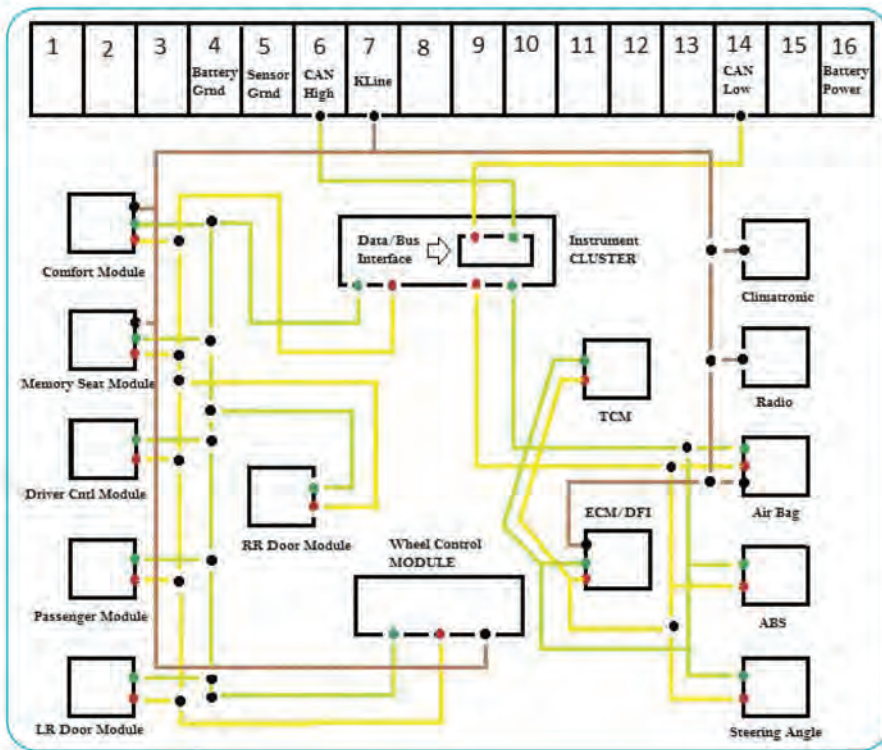 1 2 3 4 5 6 7 8 9 10 11 12 13 14 15 16
Battery
Grnd
Sensor
Grnd
CAN
High
KLine
CAN
Low
Battery
Power
Comfort Module
Data/Bus
Interface
Instrument
CLUSTER
Climatronic
Memory Seat Module
TCM
Radio
Driver Cntl Module
RR Door Module
ECM/DFI
Air Bag
Wheel Control
MODULE
Passenger Module
ABS
LR Door Module
Steering Angle